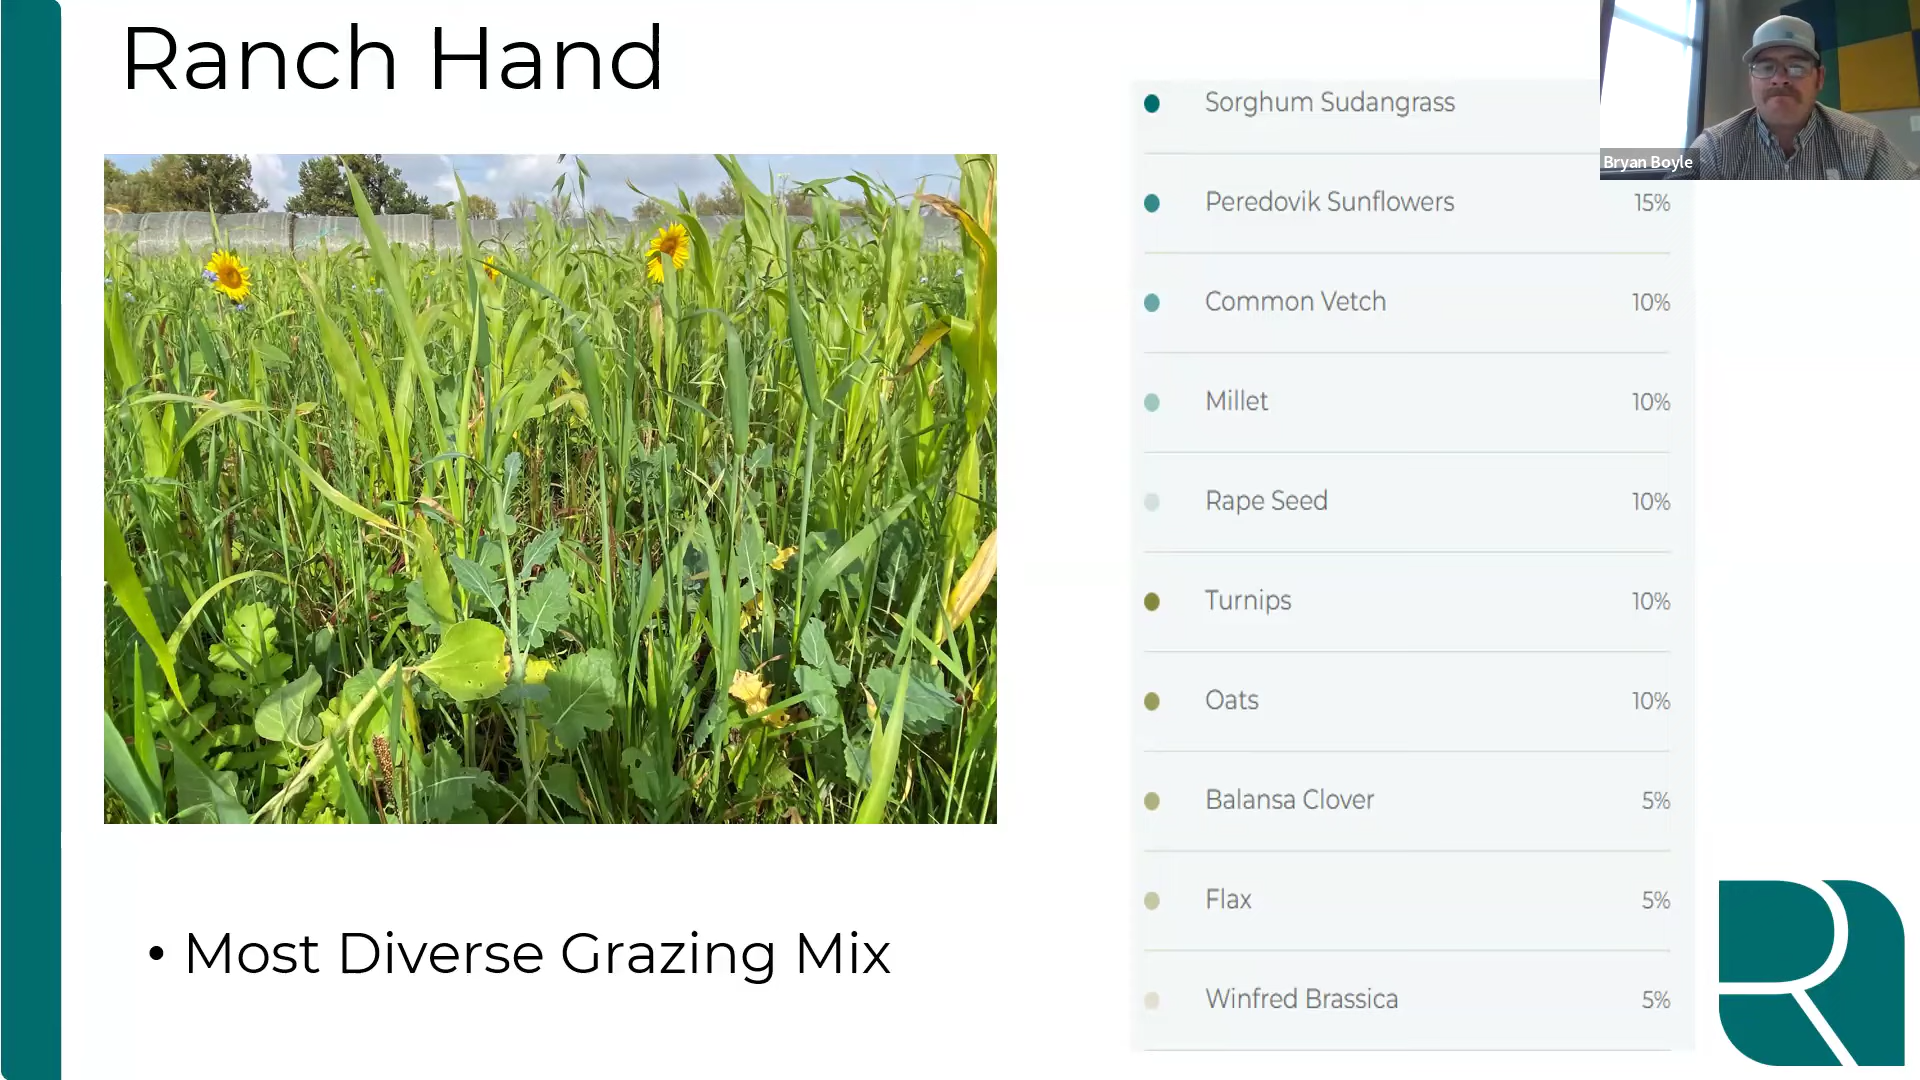 Ranch Hand
Sorghum Sudangrass
Bryan Boyle
Peredovik Sunflowers 15%
Common Vetch 10%
Millet 10%
Rape Seed 10%
Turnips 10%
Oats 10%
Balansa Clover 5%
Flax 5%
Winfred Brassica 5%
• Most Diverse Grazing Mix